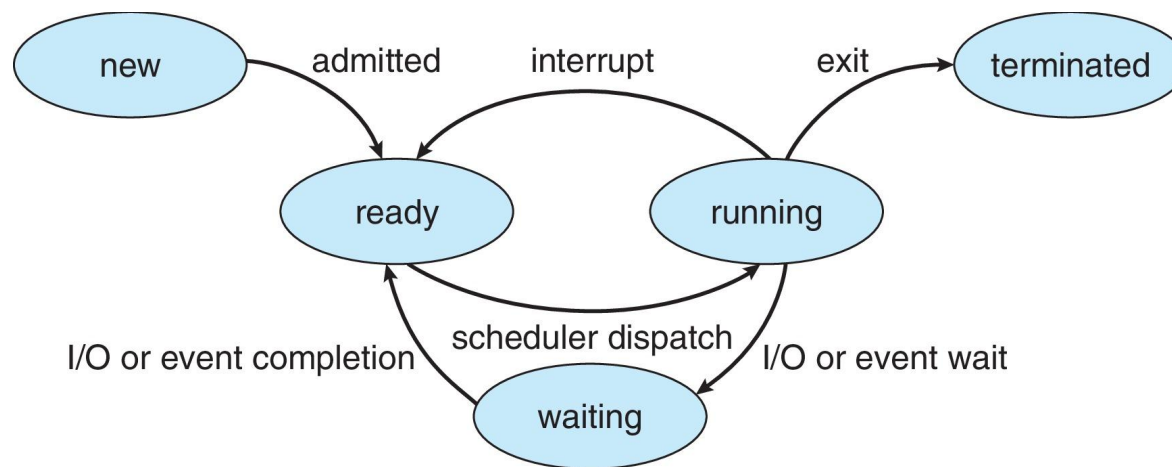 new
admitted
interrupt
exit
terminated
ready
running
I/O or event completion
scheduler dispatch
I/O or event wait
waiting